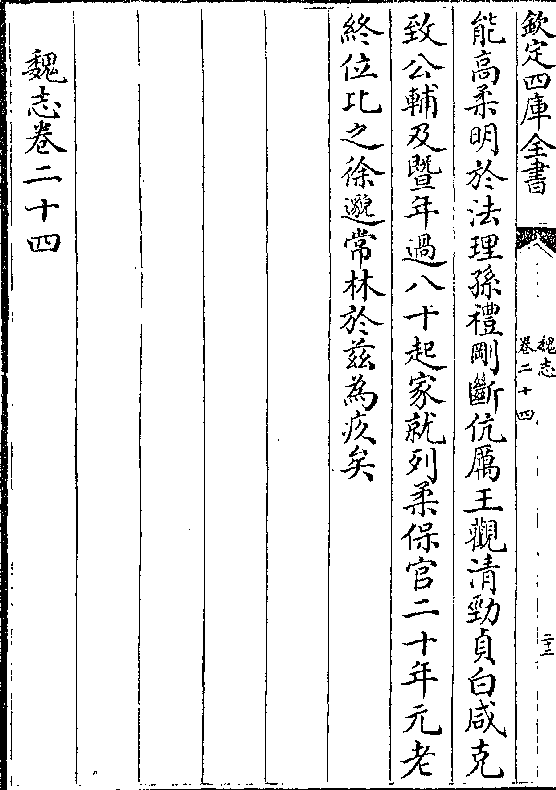 欽定四庫全書
魏志
卷二十四
二十三
能高柔明於法理孫禮剛斷伉厲王觀清勁貞白咸克
致公輔及暨年過八十起家就列柔保官二十年元老
終位比之徐邈常林於兹為疚矣
魏志卷二十四